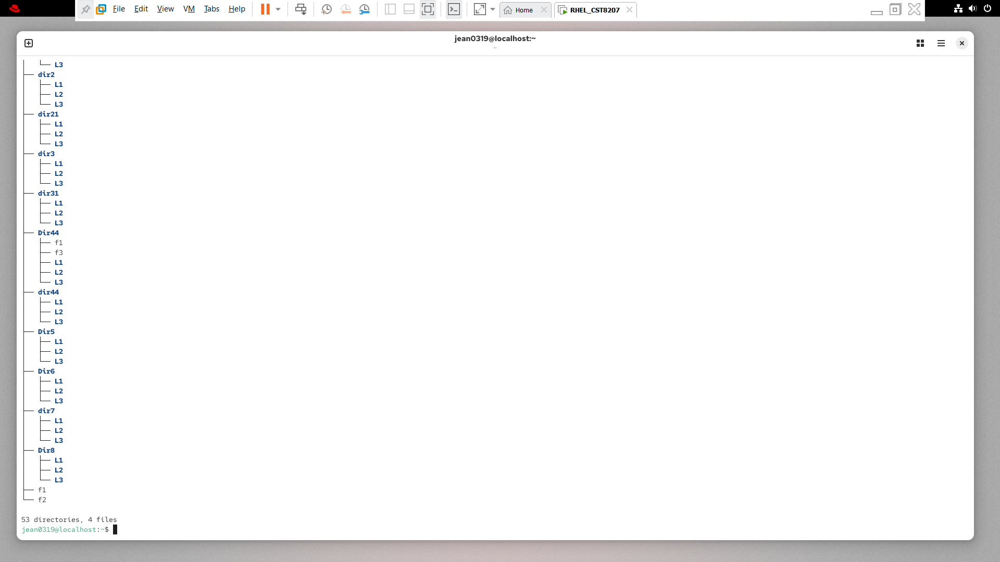 File Edit View VM Tabs Help Home RHEL_CST8207
jean0319@localhost:~
~
│   └── L3
├── dir2
│   ├── L1
│   ├── L2
│   └── L3
├── dir21
│   ├── L1
│   ├── L2
│   └── L3
├── dir3
│   ├── L1
│   ├── L2
│   └── L3
├── dir31
│   ├── L1
│   ├── L2
│   └── L3
├── Dir44
│   ├── f1
│   ├── f3
│   ├── L1
│   ├── L2
│   └── L3
├── dir44
│   ├── L1
│   ├── L2
│   └── L3
├── Dir5
│   ├── L1
│   ├── L2
│   └── L3
├── Dir6
│   ├── L1
│   ├── L2
│   └── L3
├── dir7
│   ├── L1
│   ├── L2
│   └── L3
├── Dir8
│   ├── L1
│   ├── L2
│   └── L3
├── f1
└── f2
53 directories, 4 files
jean0319@localhost:~$